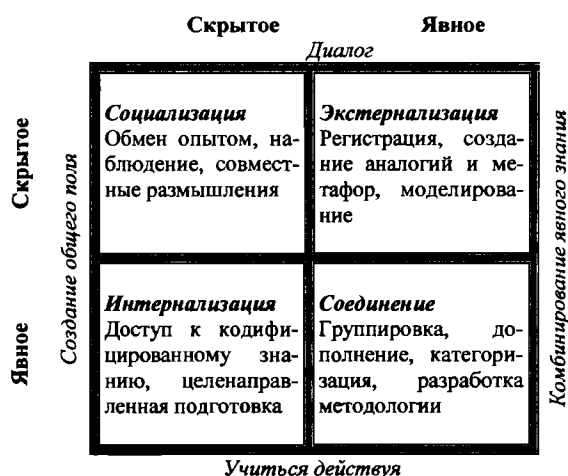 Скрытое Явное
Диалог
Скрытое
Создание общего поля
Социализация
Обмен опытом, на-
блюдение, совмест-
ные размышления
Экстернализация
Регистрация, созда-
ние аналогий и ме-
тафор, моделирова-
ние
Комбинирование явного знания
Явное
Интернализация
Доступ к кодифи-
цированному зна-
нию, целенаправ-
ленная подготовка
Соединение
Группировка, до-
полнение, категори-
зация, разработка
методологии
Учиться действуя